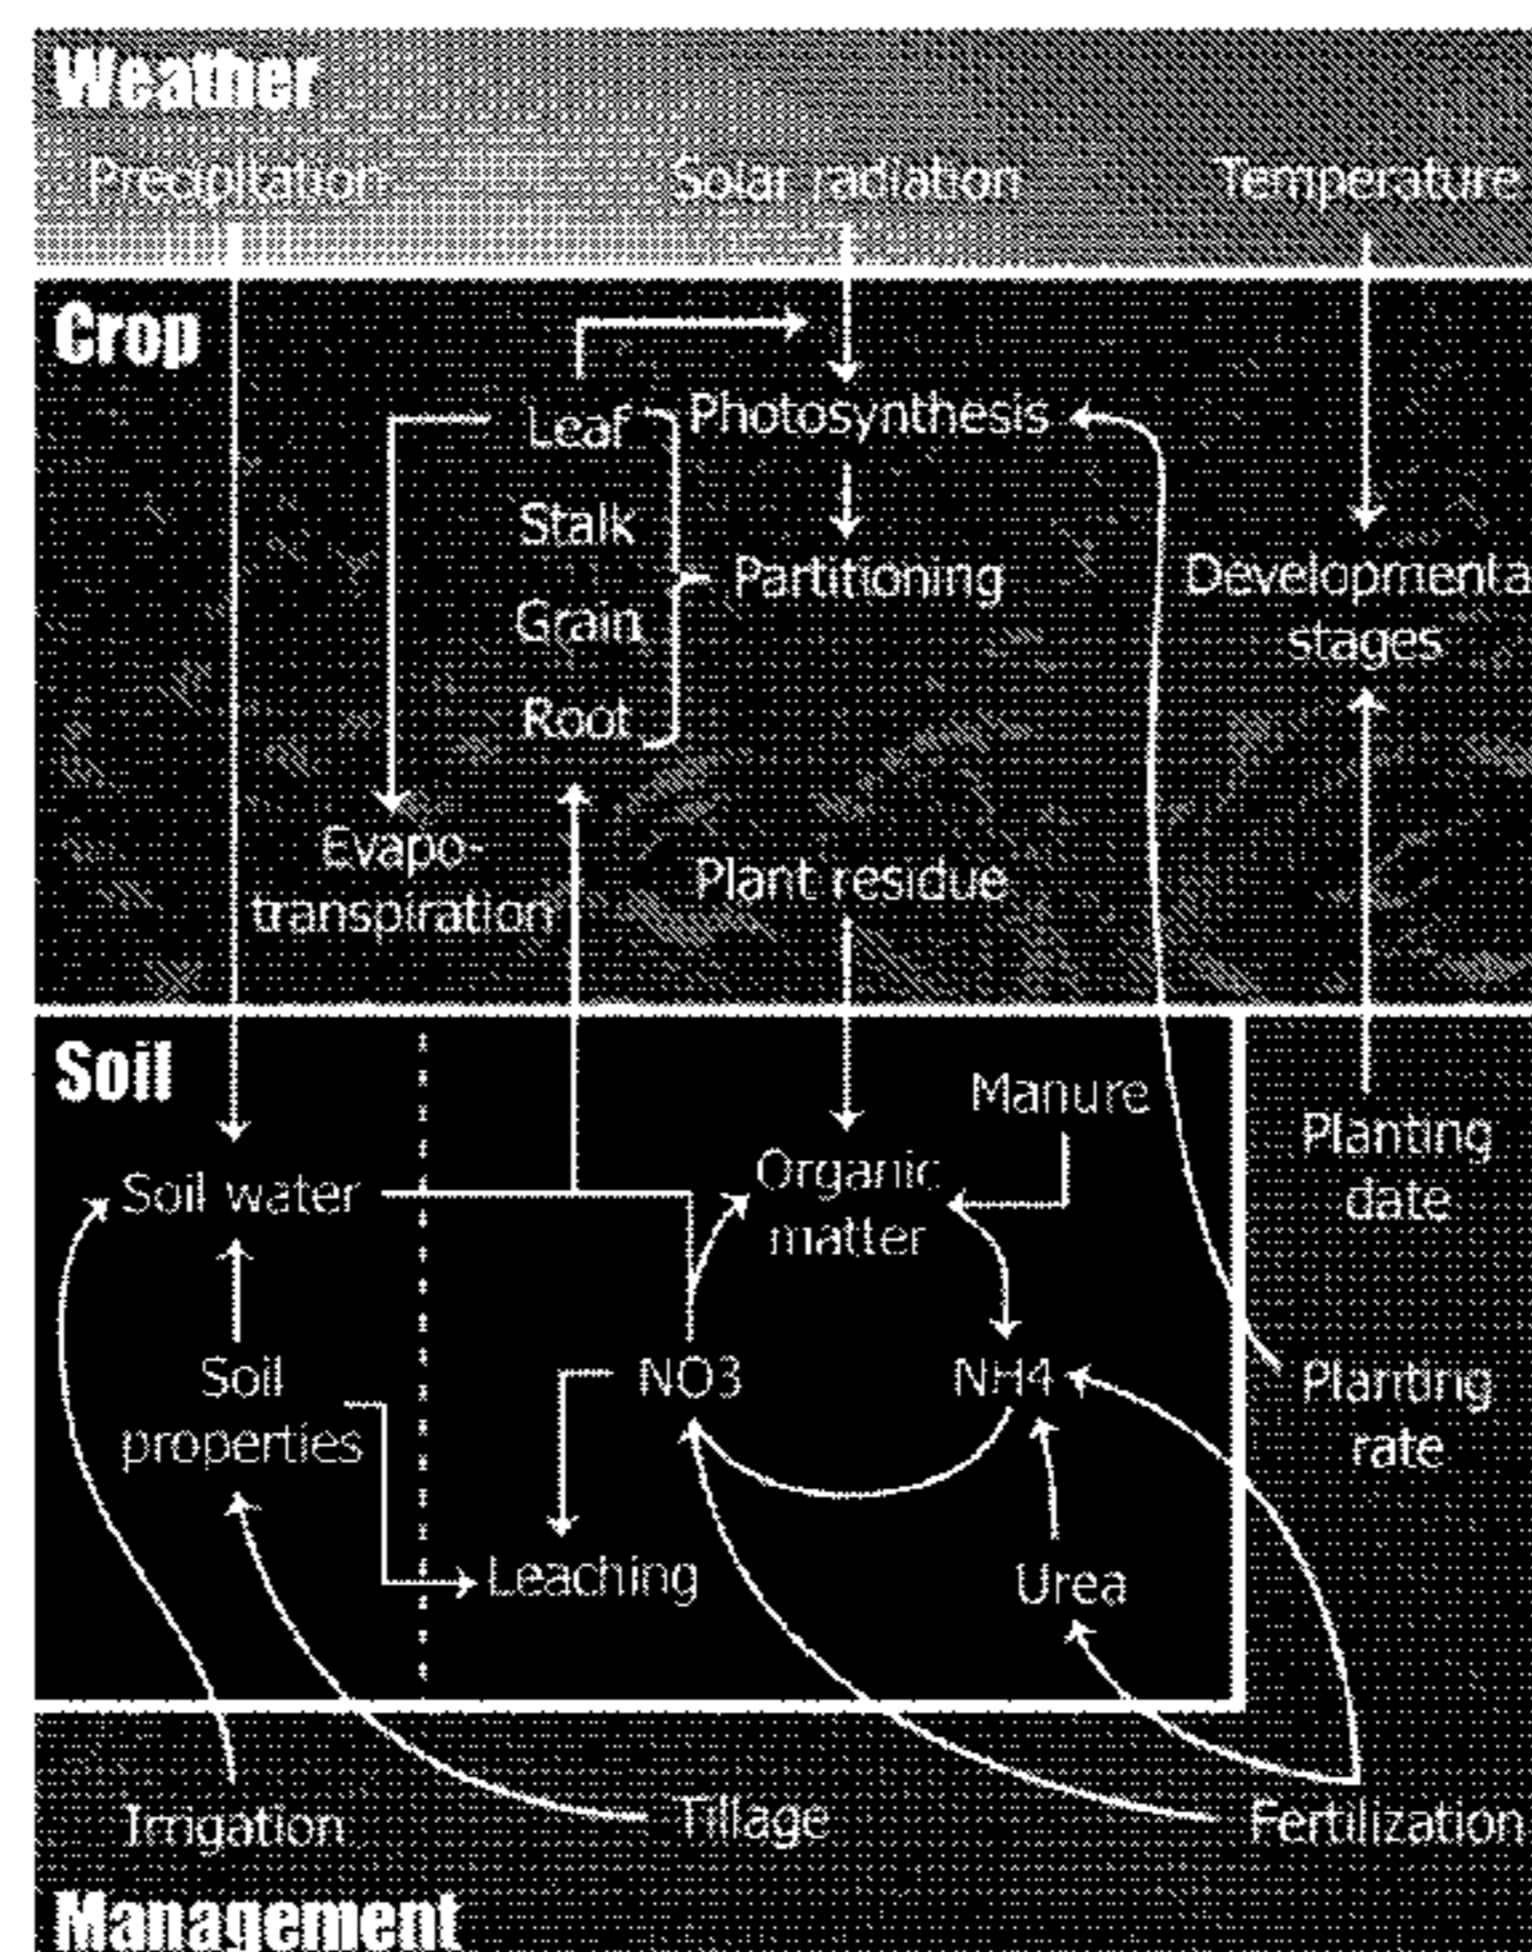 Weather
Precipitation Solar radiation Temperature
Crop
Leaf Photosynthesis
Stalk
Partitioning
Developmenta
Grain
stages
Root
Evapo-
transpiration
Plant residue
Soil
Manure
Planting
date
Organic
matter
Soil water
Soil
properties
NO3
NH4
Planting
rate
Leaching
Urea
Irrigation
Tillage
Fertilization
Management